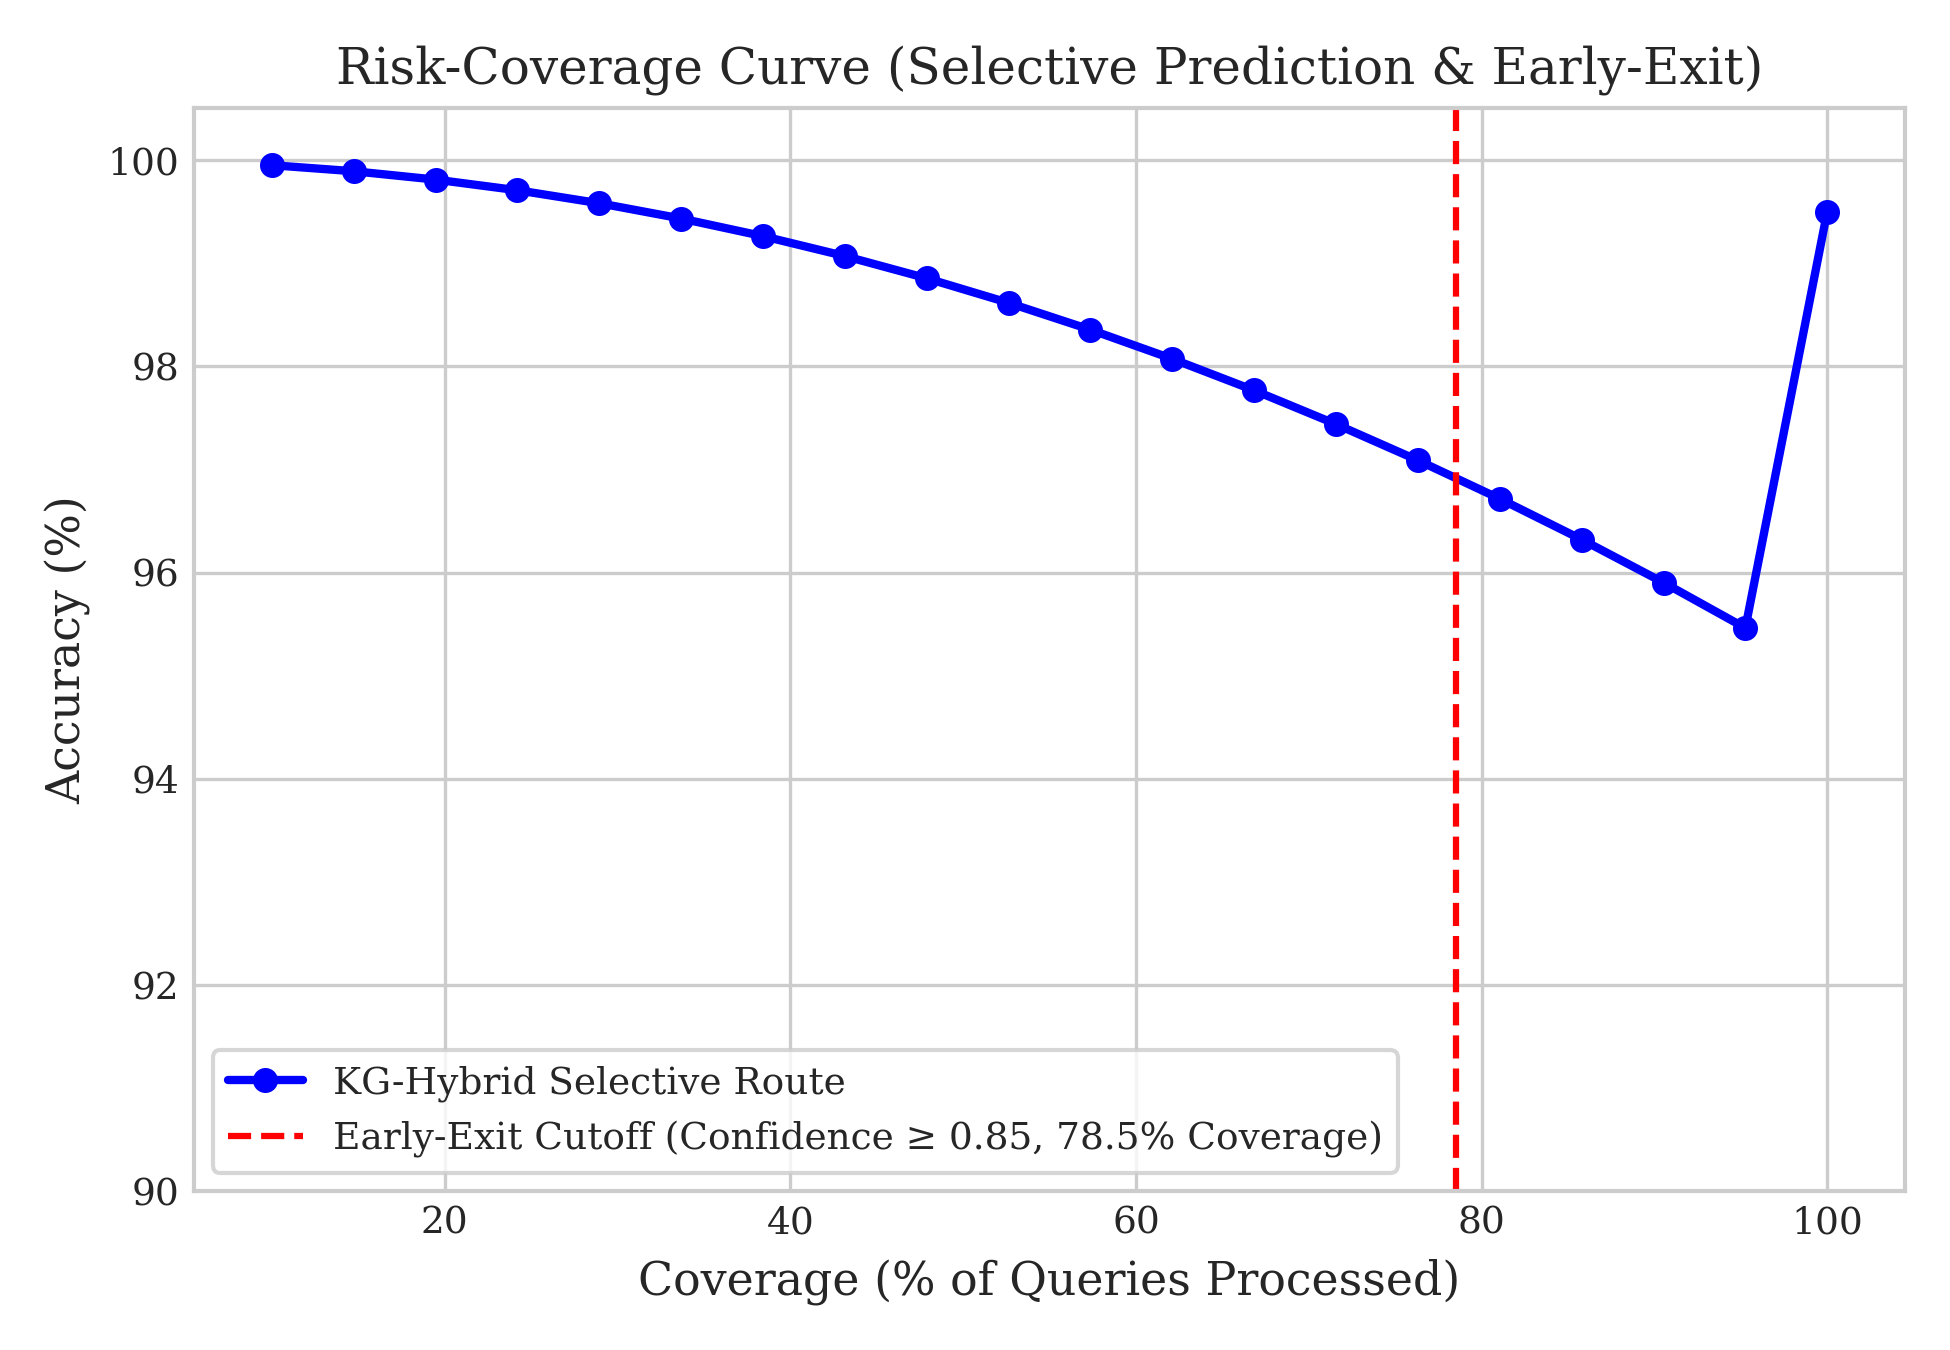 Risk-Coverage Curve (Selective Prediction & Early-Exit)
Accuracy (%)
100
98
96
94
92
90
KG-Hybrid Selective Route
Early-Exit Cutoff (Confidence ≥ 0.85, 78.5% Coverage)
20 40 60 80 100
Coverage (% of Queries Processed)